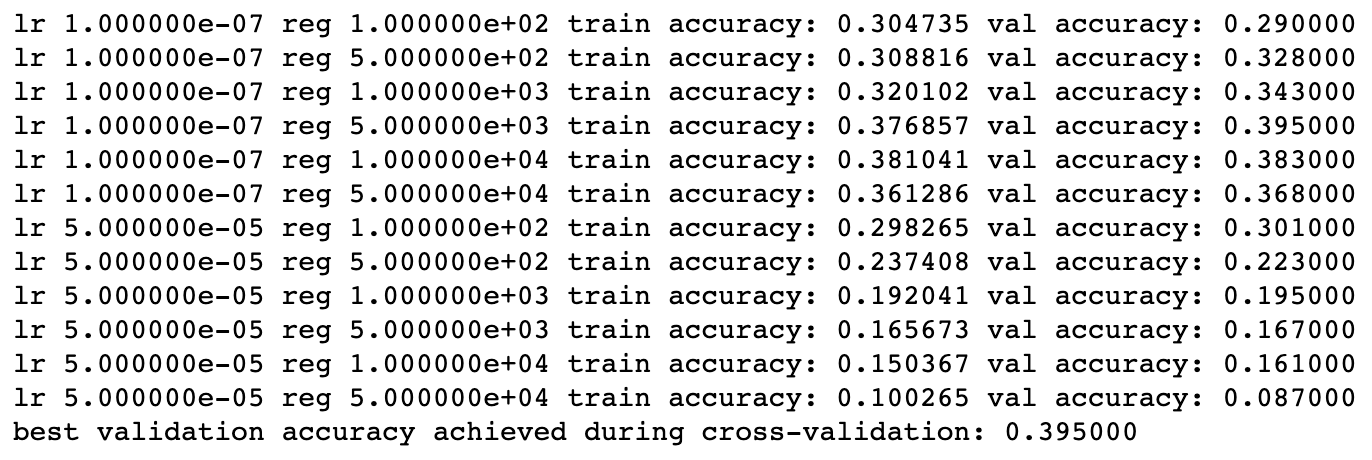 lr 1.000000e-07 reg 1.000000e+02 train accuracy: 0.304735 val accuracy: 0.290000
lr 1.000000e-07 reg 5.000000e+02 train accuracy: 0.308816 val accuracy: 0.328000
lr 1.000000e-07 reg 1.000000e+03 train accuracy: 0.320102 val accuracy: 0.343000
lr 1.000000e-07 reg 5.000000e+03 train accuracy: 0.376857 val accuracy: 0.395000
lr 1.000000e-07 reg 1.000000e+04 train accuracy: 0.381041 val accuracy: 0.383000
lr 1.000000e-07 reg 5.000000e+04 train accuracy: 0.361286 val accuracy: 0.368000
lr 5.000000e-05 reg 1.000000e+02 train accuracy: 0.298265 val accuracy: 0.301000
lr 5.000000e-05 reg 5.000000e+02 train accuracy: 0.237408 val accuracy: 0.223000
lr 5.000000e-05 reg 1.000000e+03 train accuracy: 0.192041 val accuracy: 0.195000
lr 5.000000e-05 reg 5.000000e+03 train accuracy: 0.165673 val accuracy: 0.167000
lr 5.000000e-05 reg 1.000000e+04 train accuracy: 0.150367 val accuracy: 0.161000
lr 5.000000e-05 reg 5.000000e+04 train accuracy: 0.100265 val accuracy: 0.087000
best validation accuracy achieved during cross-validation: 0.395000